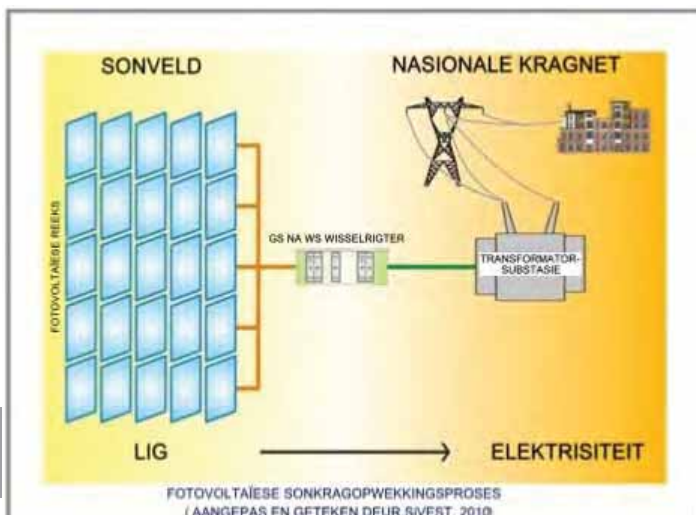 SONVELD
NASIONALE KRAGNET
FOTOVOLTAÏESE REEKS
GS NA WS WISSELRIGTER
TRANSFORMATOR-
SUBSTASIE
LIG
ELEKTRISITEIT
FOTOVOLTAÏESE SONKRAGOPWEKKINGSPROSES
( AANGEPAS EN GETEKEN DEUR SiVEST, 2010